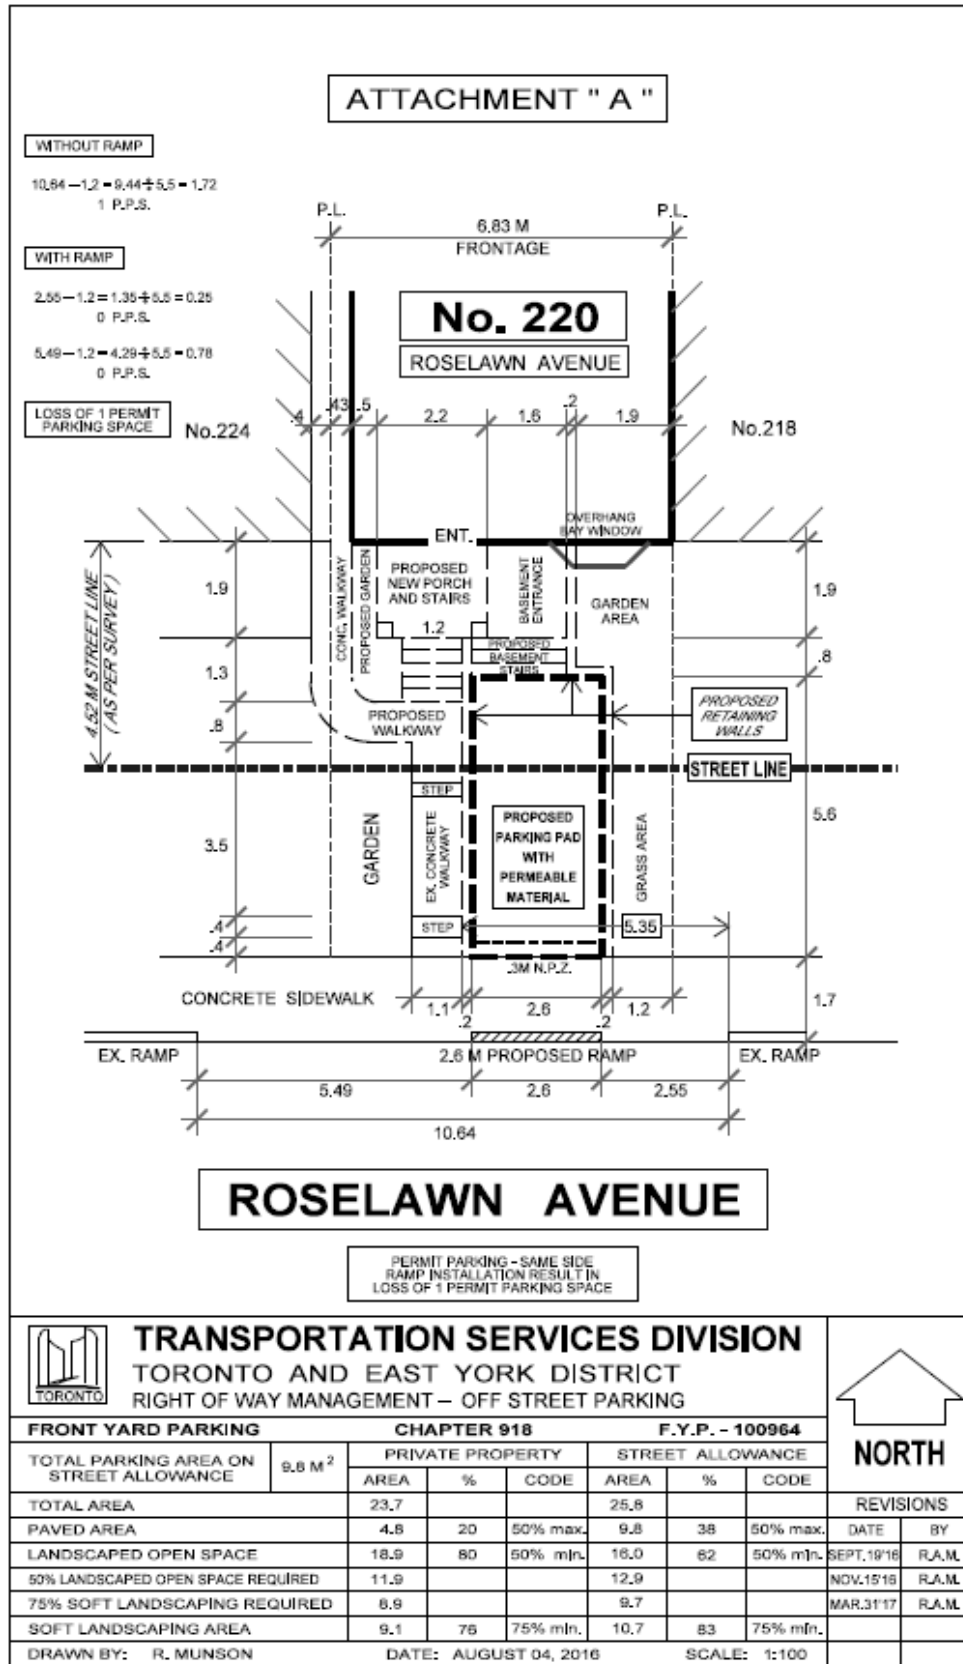 ATTACHMENT " A "
WITHOUT RAMP
10.64 — 1.2 = 9.44 ÷ 5.5 = 1.72
1 P.P.S.
WITH RAMP
2.55 — 1.2 = 1.35 ÷ 5.5 = 0.25
0 P.P.S.
5.49 — 1.2 = 4.29 ÷ 5.5 = 0.78
0 P.P.S.
LOSS OF 1 PERMIT
PARKING SPACE
P.L.
P.L.
6.83 M
FRONTAGE
No. 220
ROSELAWN AVENUE
No.224
No.218
.4
.43
.5
2.2
1.6
.2
1.9
ENT.
OVERHANG
BAY WINDOW
4.52 M STREET LINE
(AS PER SURVEY)
1.9
1.3
.8
3.5
.4
.4
CONC. WALKWAY
PROPOSED GARDEN
PROPOSED
NEW PORCH
AND STAIRS
1.2
BASEMENT
ENTRANCE
GARDEN
AREA
PROPOSED
BASEMENT
STAIRS
PROPOSED
WALKWAY
PROPOSED
RETAINING
WALLS
1.9
.8
5.6
1.7
STREET LINE
STEP
GARDEN
EX. CONCRETE
WALKWAY
PROPOSED
PARKING PAD
WITH
PERMEABLE
MATERIAL
GRASS AREA
STEP
5.35
.3M N.P.Z.
CONCRETE SIDEWALK
1.1
.2
2.6
.2
1.2
EX. RAMP
2.6 M PROPOSED RAMP
EX. RAMP
5.49
2.6
2.55
10.64
ROSELAWN AVENUE
PERMIT PARKING - SAME SIDE
RAMP INSTALLATION RESULT IN
LOSS OF 1 PERMIT PARKING SPACE
TORONTO
TRANSPORTATION SERVICES DIVISION
TORONTO AND EAST YORK DISTRICT
RIGHT OF WAY MANAGEMENT — OFF STREET PARKING
NORTH
FRONT YARD PARKING CHAPTER 918 F.Y.P. - 100964
TOTAL PARKING AREA ON
STREET ALLOWANCE
9.8 M2
PRIVATE PROPERTY STREET ALLOWANCE
AREA % CODE AREA % CODE
TOTAL AREA 23.7 25.8 REVISIONS
PAVED AREA 4.8 20 50% max. 9.8 38 50% max. DATE BY
LANDSCAPED OPEN SPACE 18.9 80 50% min. 16.0 62 50% min. SEPT.19'16 R.A.M.
50% LANDSCAPED OPEN SPACE REQUIRED 11.9 12.9 NOV.15'16 R.A.M.
75% SOFT LANDSCAPING REQUIRED 8.9 9.7 MAR.31'17 R.A.M.
SOFT LANDSCAPING AREA 9.1 76 75% min. 10.7 83 75% min.
DRAWN BY: R. MUNSON DATE: AUGUST 04, 2016 SCALE: 1:100